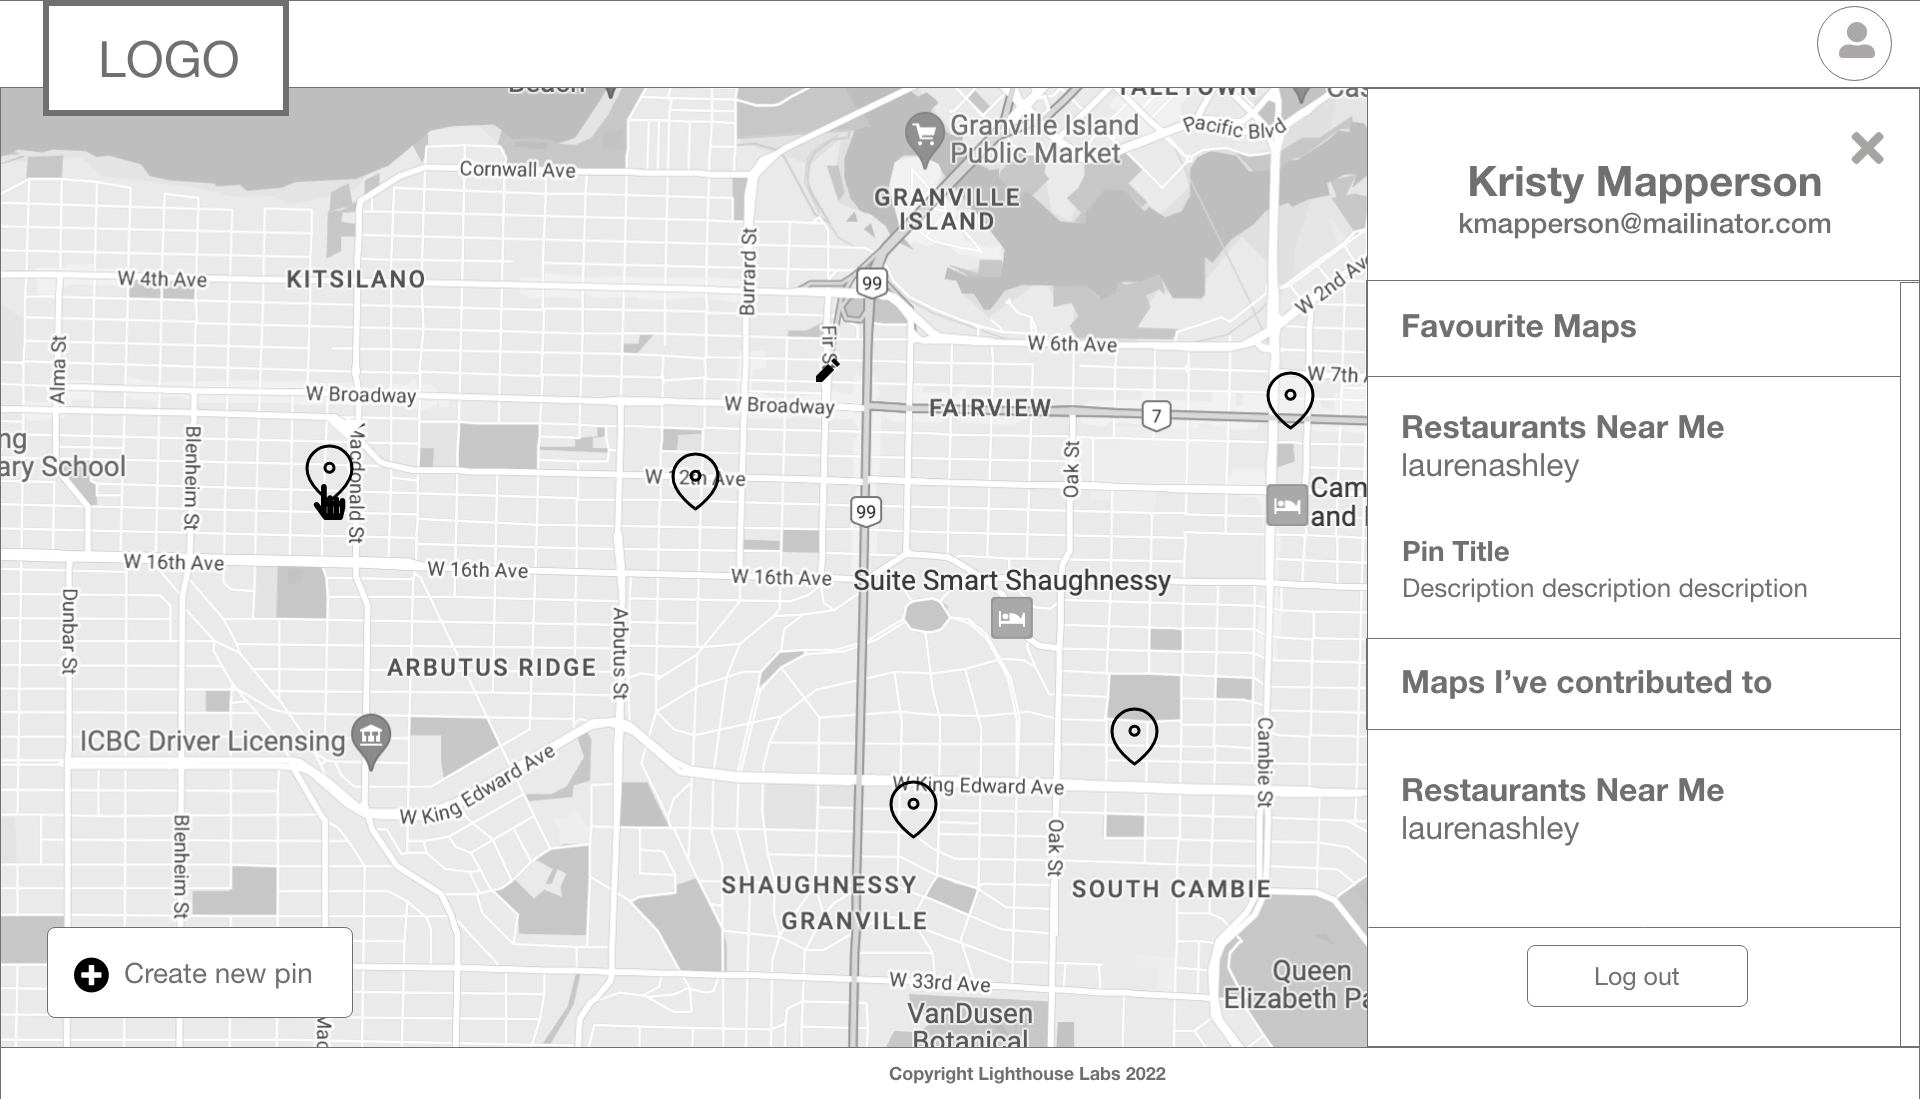 LOGO
Beach
YALETOWN
Granville Island
Public Market
Pacific Blvd
Cornwall Ave
GRANVILLE
ISLAND
Burrard St
W 4th Ave
KITSILANO
99
W 2nd Ave
Alma St
Fir St
W 6th Ave
W 7th A
W Broadway
W Broadway
FAIRVIEW
7
ng
ary School
Blenheim St
Macdonald St
W 12th Ave
Oak St
99
Cam
and
W 16th Ave
W 16th Ave
W 16th Ave
Suite Smart Shaughnessy
Dunbar St
Arbutus St
ARBUTUS RIDGE
ICBC Driver Licensing
Cambie St
W King Edward Ave
W King Edward Ave
Blenheim St
Oak St
SHAUGHNESSY
SOUTH CAMBIE
GRANVILLE
Create new pin
W 33rd Ave
Queen
Elizabeth Pa
VanDusen
Botanical
Mac
Kristy Mapperson
kmapperson@mailinator.com
Favourite Maps
Restaurants Near Me
laurenashley
Pin Title
Description description description
Maps I’ve contributed to
Restaurants Near Me
laurenashley
Log out
Copyright Lighthouse Labs 2022